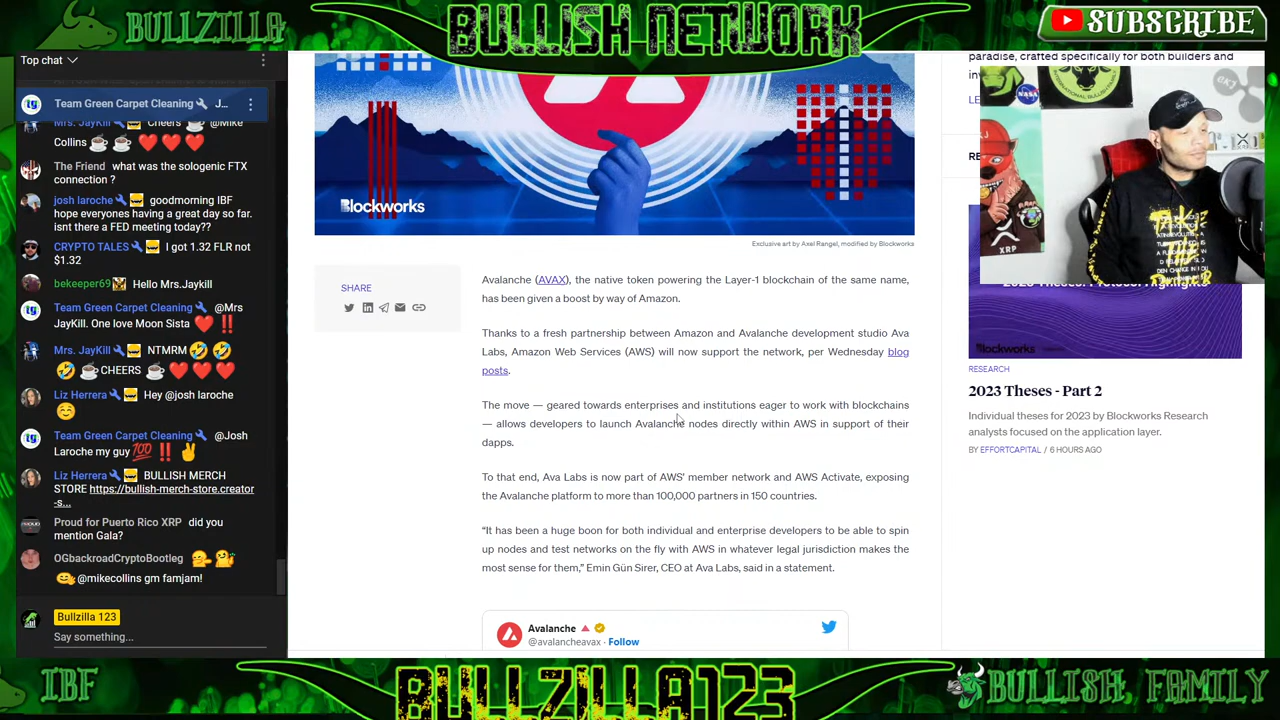 BULLZILLA
BULLISH NETWORK
SUBSCRIBE
Top chat
Team Green Carpet Cleaning J...
Mrs. JayKill Cheers @Mike
Collins
The Friend what was the sologenic FTX
connection ?
josh laroche goodmorning IBF
hope everyones having a great day so far.
isnt there a FED meeting today??
CRYPTO TALES I got 1.32 FLR not
$1.32
bekeeper69 Hello Mrs.Jaykill
Team Green Carpet Cleaning @Mrs
JayKill. One love Moon Sista
Mrs. JayKill NTMRM
CHEERS
Liz Herrera Hey @josh laroche
Team Green Carpet Cleaning @Josh
Laroche my guy
Liz Herrera BULLISH MERCH
STORE https://bullish-merch-store.creator
-s...
Proud for Puerto Rico XRP did you
mention Gala?
OGbackroadCryptoBootleg
@mikecollins gm famjam!
Bullzilla 123
Say something...
Blockworks
Exclusive art by Axel Rangel, modified by Blockworks
SHARE
Avalanche (AVAX), the native token powering the Layer-1 blockchain of the same name,
has been given a boost by way of Amazon.
Thanks to a fresh partnership between Amazon and Avalanche development studio Ava
Labs, Amazon Web Services (AWS) will now support the network, per Wednesday blog
posts.
The move — geared towards enterprises and institutions eager to work with blockchains
— allows developers to launch Avalanche nodes directly within AWS in support of their
dapps.
To that end, Ava Labs is now part of AWS’ member network and AWS Activate, exposing
the Avalanche platform to more than 100,000 partners in 150 countries.
“It has been a huge boon for both individual and enterprise developers to be able to spin
up nodes and test networks on the fly with AWS in whatever legal jurisdiction makes the
most sense for them,” Emin Gün Sirer, CEO at Ava Labs, said in a statement.
Avalanche
@avalancheavax · Follow
paradise, crafted specifically for both builders and
NASA
XRP
Blockworks
RESEARCH
2023 Theses - Part 2
Individual theses for 2023 by Blockworks Research
analysts focused on the application layer.
BY EFFORTCAPITAL / 6 HOURS AGO
IBF
BULLZILLA123
BULLISH FAMILY